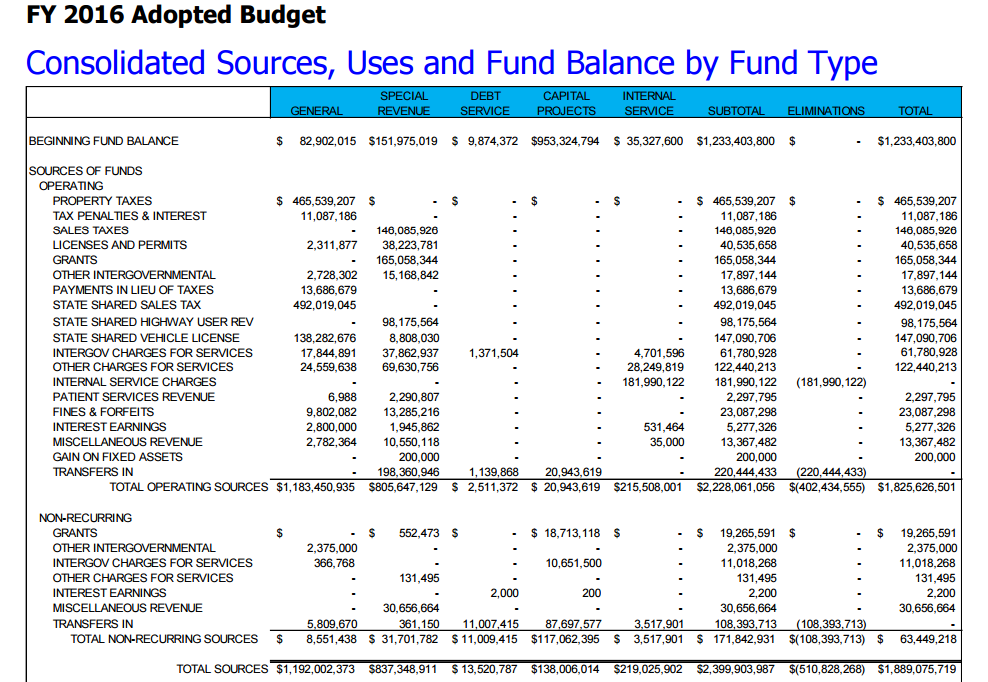 FY 2016 Adopted Budget
Consolidated Sources, Uses and Fund Balance by Fund Type
SPECIAL DEBT CAPITAL INTERNAL
GENERAL REVENUE SERVICE PROJECTS SERVICE SUBTOTAL ELIMINATIONS TOTAL
BEGINNING FUND BALANCE $ 82,902,015 $151,975,019 $ 9,874,372 $953,324,794 $ 35,327,600 $1,233,403,800 $ - $1,233,403,800
SOURCES OF FUNDS
OPERATING
PROPERTY TAXES $ 465,539,207 $ - $ - $ - $ - $ 465,539,207 $ - $ 465,539,207
TAX PENALTIES & INTEREST 11,087,186 - - - - 11,087,186 - 11,087,186
SALES TAXES - 146,085,926 - - - 146,085,926 - 146,085,926
LICENSES AND PERMITS 2,311,877 38,223,781 - - - 40,535,658 - 40,535,658
GRANTS - 165,058,344 - - - 165,058,344 - 165,058,344
OTHER INTERGOVERNMENTAL 2,728,302 15,168,842 - - - 17,897,144 - 17,897,144
PAYMENTS IN LIEU OF TAXES 13,686,679 - - - - 13,686,679 - 13,686,679
STATE SHARED SALES TAX 492,019,045 - - - - 492,019,045 - 492,019,045
STATE SHARED HIGHWAY USER REV - 98,175,564 - - - 98,175,564 - 98,175,564
STATE SHARED VEHICLE LICENSE 138,282,676 8,808,030 - - - 147,090,706 - 147,090,706
INTERGOV CHARGES FOR SERVICES 17,844,891 37,862,937 1,371,504 - 4,701,596 61,780,928 - 61,780,928
OTHER CHARGES FOR SERVICES 24,559,638 69,630,756 - - 28,249,819 122,440,213 - 122,440,213
INTERNAL SERVICE CHARGES - - - - 181,990,122 181,990,122 (181,990,122) -
PATIENT SERVICES REVENUE 6,988 2,290,807 - - - 2,297,795 - 2,297,795
FINES & FORFEITS 9,802,082 13,285,216 - - - 23,087,298 - 23,087,298
INTEREST EARNINGS 2,800,000 1,945,862 - - 531,464 5,277,326 - 5,277,326
MISCELLANEOUS REVENUE 2,782,364 10,550,118 - - 35,000 13,367,482 - 13,367,482
GAIN ON FIXED ASSETS - 200,000 - - - 200,000 - 200,000
TRANSFERS IN - 198,360,946 1,139,868 20,943,619 - 220,444,433 (220,444,433) -
TOTAL OPERATING SOURCES $1,183,450,935 $805,647,129 $ 2,511,372 $ 20,943,619 $215,508,001 $2,228,061,056 $(402,434,555) $1,825,626,501
NON-RECURRING
GRANTS $ - $ 552,473 $ - $ 18,713,118 $ - $ 19,265,591 $ - $ 19,265,591
OTHER INTERGOVERNMENTAL 2,375,000 - - - - 2,375,000 - 2,375,000
INTERGOV CHARGES FOR SERVICES 366,768 - - 10,651,500 - 11,018,268 - 11,018,268
OTHER CHARGES FOR SERVICES - 131,495 - - - 131,495 - 131,495
INTEREST EARNINGS - - 2,000 200 - 2,200 - 2,200
MISCELLANEOUS REVENUE - 30,656,664 - - - 30,656,664 - 30,656,664
TRANSFERS IN 5,809,670 361,150 11,007,415 87,697,577 3,517,901 108,393,713 (108,393,713) -
TOTAL NON-RECURRING SOURCES $ 8,551,438 $ 31,701,782 $ 11,009,415 $117,062,395 $ 3,517,901 $ 171,842,931 $(108,393,713) $ 63,449,218
TOTAL SOURCES $1,192,002,373 $837,348,911 $ 13,520,787 $138,006,014 $219,025,902 $2,399,903,987 $(510,828,268) $1,889,075,719